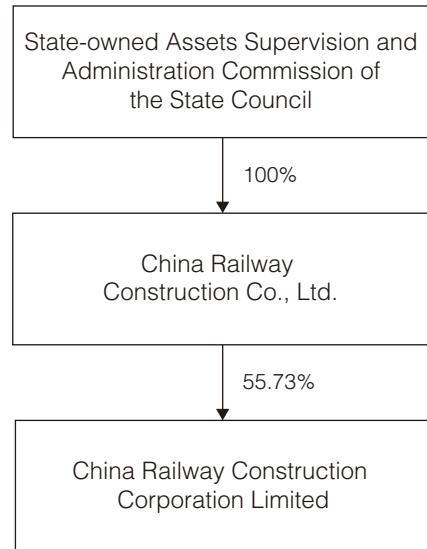 State-owned Assets Supervision and
Administration Commission of
the State Council
100%
China Railway
Construction Co., Ltd.
55.73%
China Railway Construction
Corporation Limited